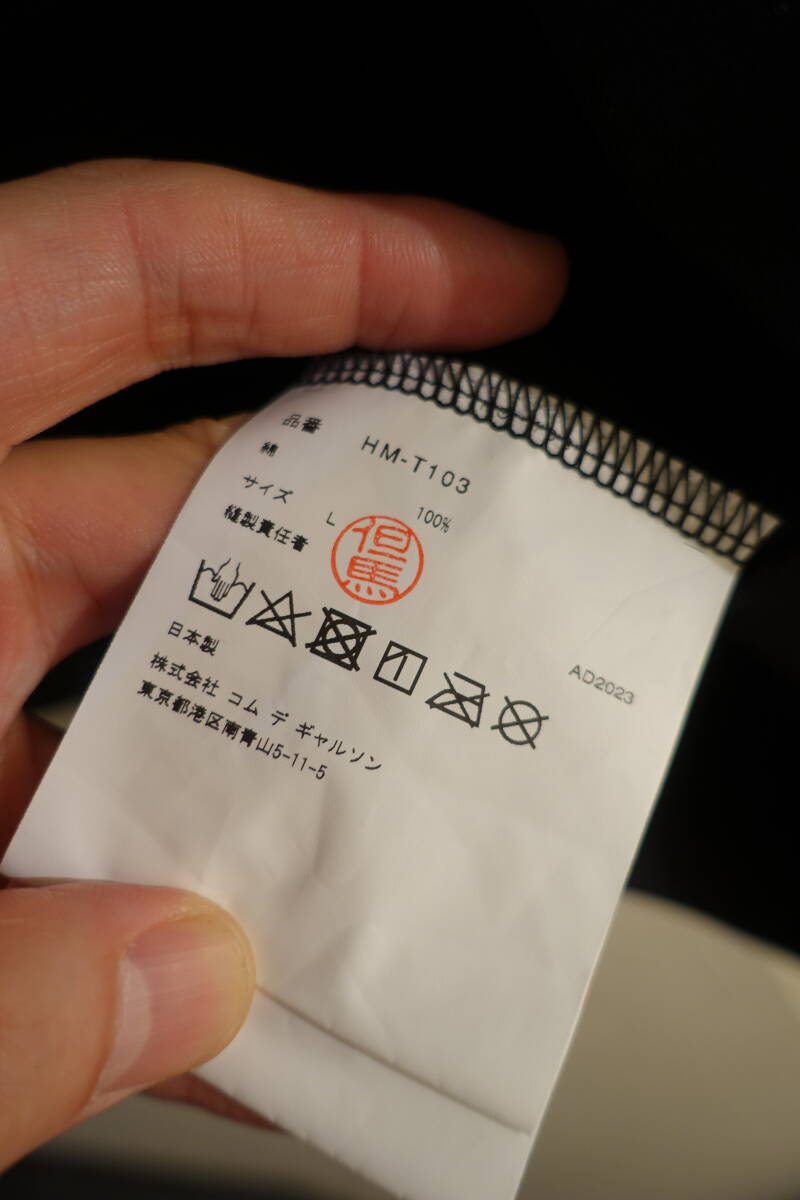 品番 HM-T103
綿 100%
サイズ L
縫製責任者 但馬
AD2023
日本製
株式会社 コム デ ギャルソン
東京都港区南青山5-11-5